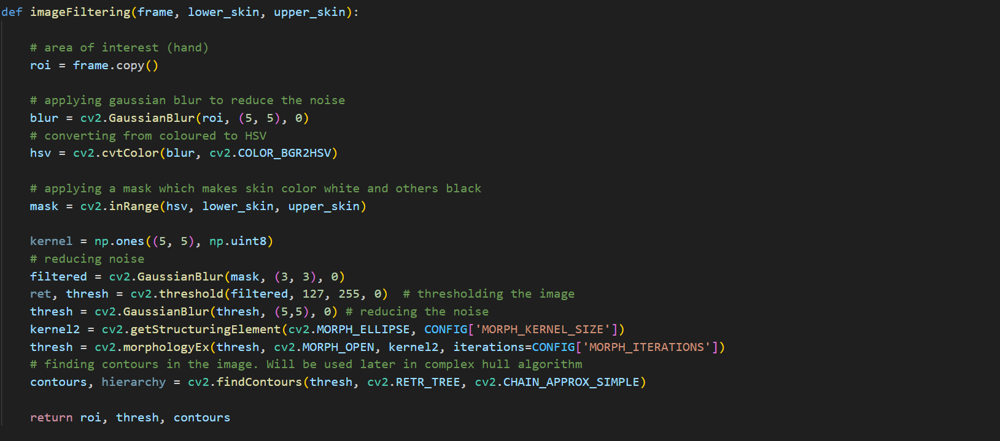 def imageFiltering(frame, lower_skin, upper_skin):
# area of interest (hand)
roi = frame.copy()
# applying gaussian blur to reduce the noise
blur = cv2.GaussianBlur(roi, (5, 5), 0)
# converting from coloured to HSV
hsv = cv2.cvtColor(blur, cv2.COLOR_BGR2HSV)
# applying a mask which makes skin color white and others black
mask = cv2.inRange(hsv, lower_skin, upper_skin)
kernel = np.ones((5, 5), np.uint8)
# reducing noise
filtered = cv2.GaussianBlur(mask, (3, 3), 0)
ret, thresh = cv2.threshold(filtered, 127, 255, 0)  # thresholding the image
thresh = cv2.GaussianBlur(thresh, (5,5), 0) # reducing the noise
kernel2 = cv2.getStructuringElement(cv2.MORPH_ELLIPSE, CONFIG['MORPH_KERNEL_SIZE'])
thresh = cv2.morphologyEx(thresh, cv2.MORPH_OPEN, kernel2, iterations=CONFIG['MORPH_ITERATIONS'])
# finding contours in the image. Will be used later in complex hull algorithm
contours, hierarchy = cv2.findContours(thresh, cv2.RETR_TREE, cv2.CHAIN_APPROX_SIMPLE)
return roi, thresh, contours